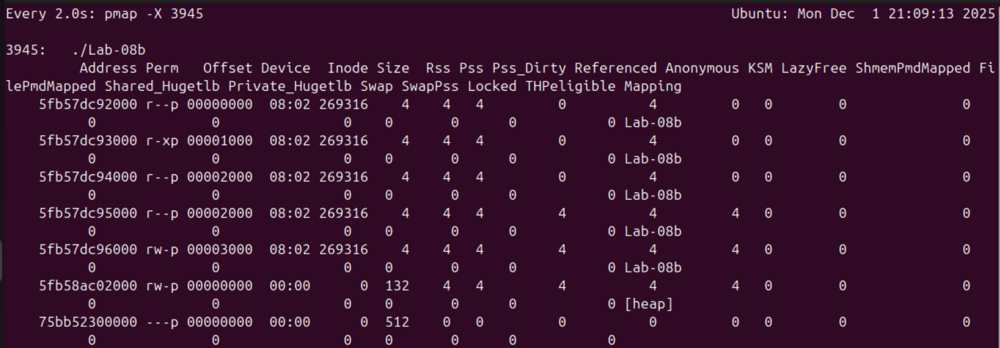 Every 2.0s: pmap -X 3945 Ubuntu: Mon Dec  1 21:09:13 2025
3945:   ./Lab-08b
Address Perm   Offset Device  Inode Size  Rss Pss Pss_Dirty Referenced Anonymous KSM LazyFree ShmemPmdMapped Fi
lePmdMapped Shared_Hugetlb Private_Hugetlb Swap SwapPss Locked THPeligible Mapping
5fb57dc92000 r--p 00000000  08:02 269316    4    4   4         0          4         0   0        0              0
0              0               0    0       0      0           0 Lab-08b
5fb57dc93000 r-xp 00001000  08:02 269316    4    4   4         0          4         0   0        0              0
0              0               0    0       0      0           0 Lab-08b
5fb57dc94000 r--p 00002000  08:02 269316    4    4   4         0          4         0   0        0              0
0              0               0    0       0      0           0 Lab-08b
5fb57dc95000 r--p 00002000  08:02 269316    4    4   4         4          4         4   0        0              0
0              0               0    0       0      0           0 Lab-08b
5fb57dc96000 rw-p 00003000  08:02 269316    4    4   4         4          4         4   0        0              0
0              0               0    0       0      0           0 Lab-08b
5fb58ac02000 rw-p 00000000  00:00      0  132    4   4         4          4         4   0        0              0
0              0               0    0       0      0           0 [heap]
75bb52300000 ---p 00000000  00:00      0  512    0   0         0          0         0   0        0              0
0              0               0    0       0      0           0